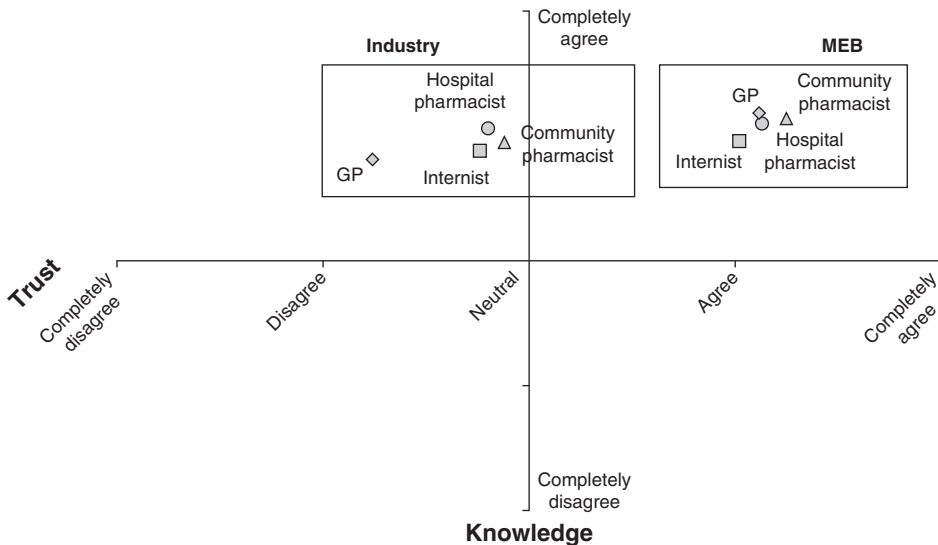 Completely
agree
Industry
MEB
Hospital
pharmacist
Community
pharmacist
GP
Internist
GP
Community
pharmacist
Internist
Hospital
pharmacist
Trust
Completely
disagree
Disagree
Neutral
Agree
Completely
agree
Completely
disagree
Knowledge